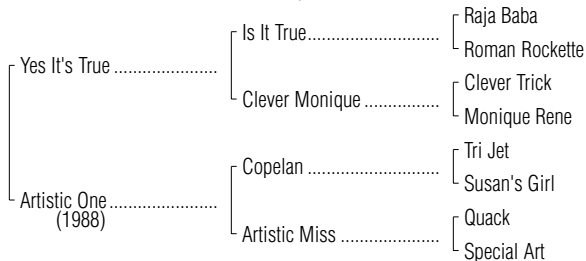 Raja Baba
Is It True
Roman Rockette
Yes It's True
Clever Trick
Clever Monique
Monique Rene
Tri Jet
Copelan
Susan's Girl
Artistic One
(1988)
Quack
Artistic Miss
Special Art